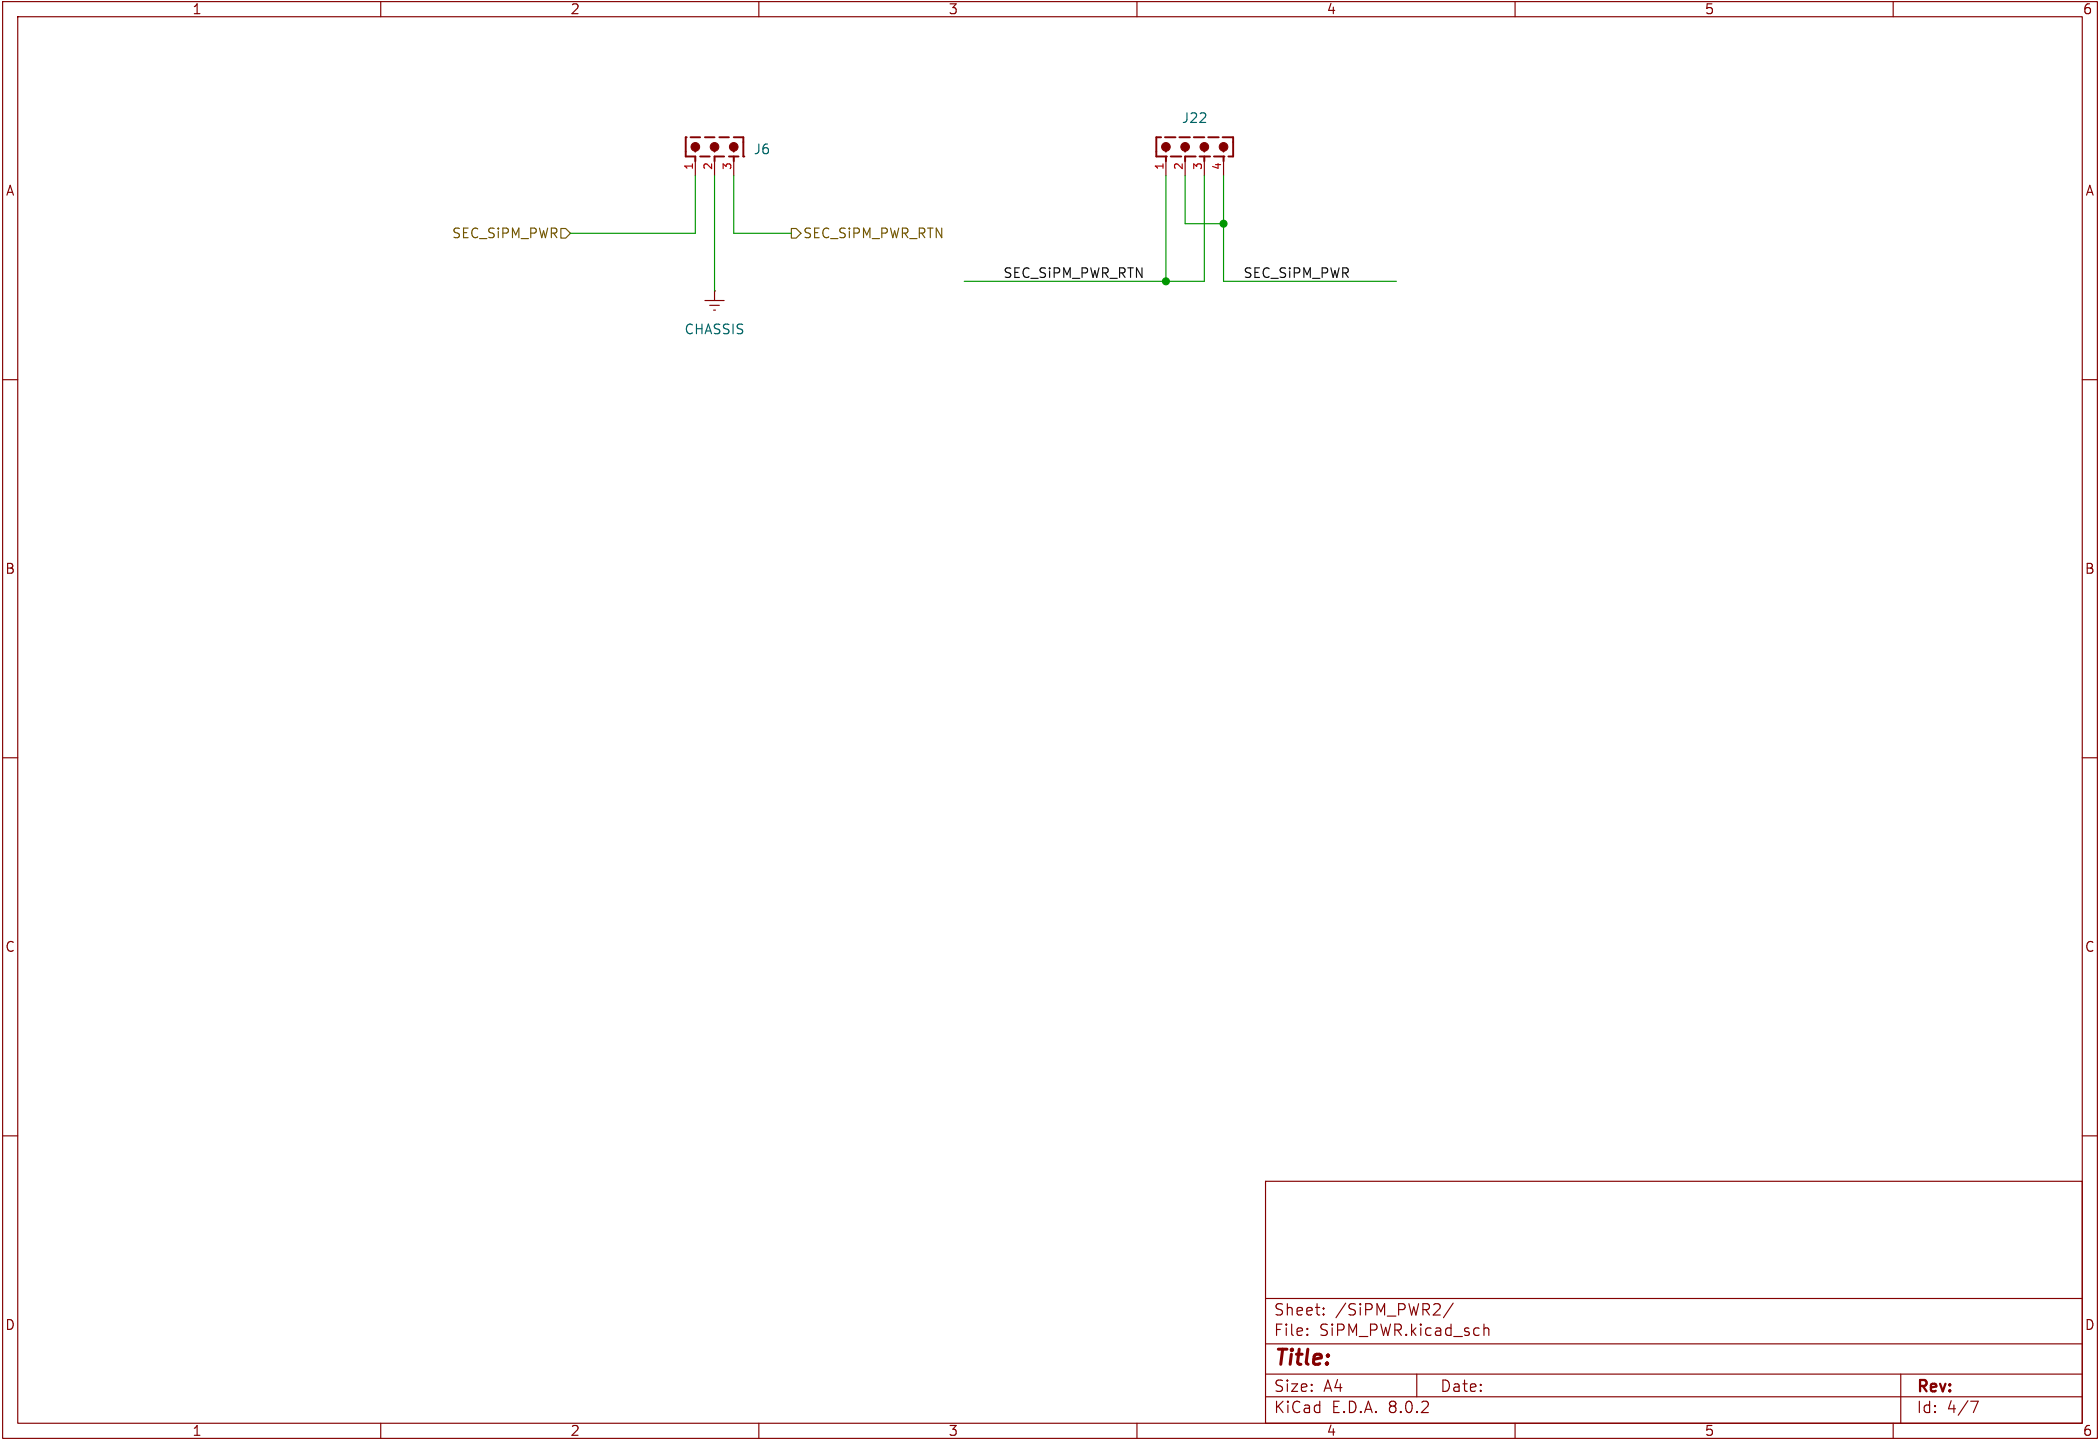 1 2 3 4 5 6
J22
J6
1 2 3
1 2 3 4
A A
SEC_SiPM_PWR
SEC_SiPM_PWR_RTN
SEC_SiPM_PWR_RTN
SEC_SiPM_PWR
CHASSIS
B B
C C
Sheet: /SiPM_PWR2/
D D
File: SiPM_PWR.kicad_sch
Title:
Size: A4
Date:
Rev:
KiCad E.D.A. 8.0.2
Id: 4/7
1 2 3 4 5 6